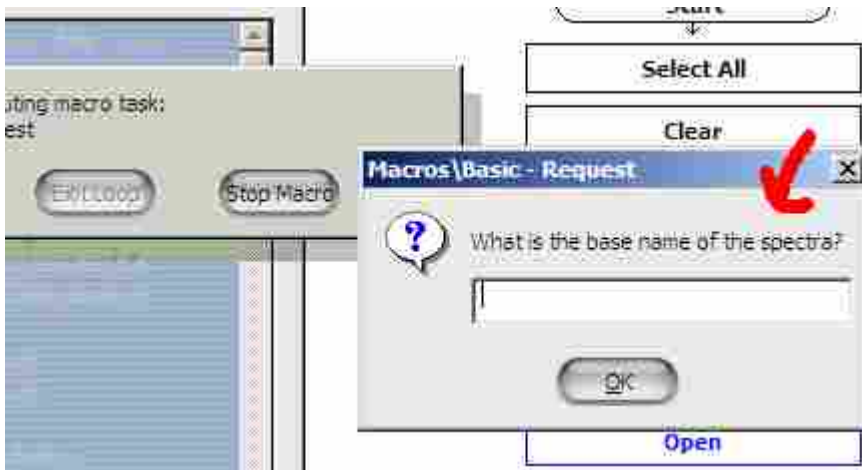 Start
Select All
Clear
uting macro task:
est
Exit Loop
Stop Macro
Macros\Basic - Request
What is the base name of the spectra?
OK
Open